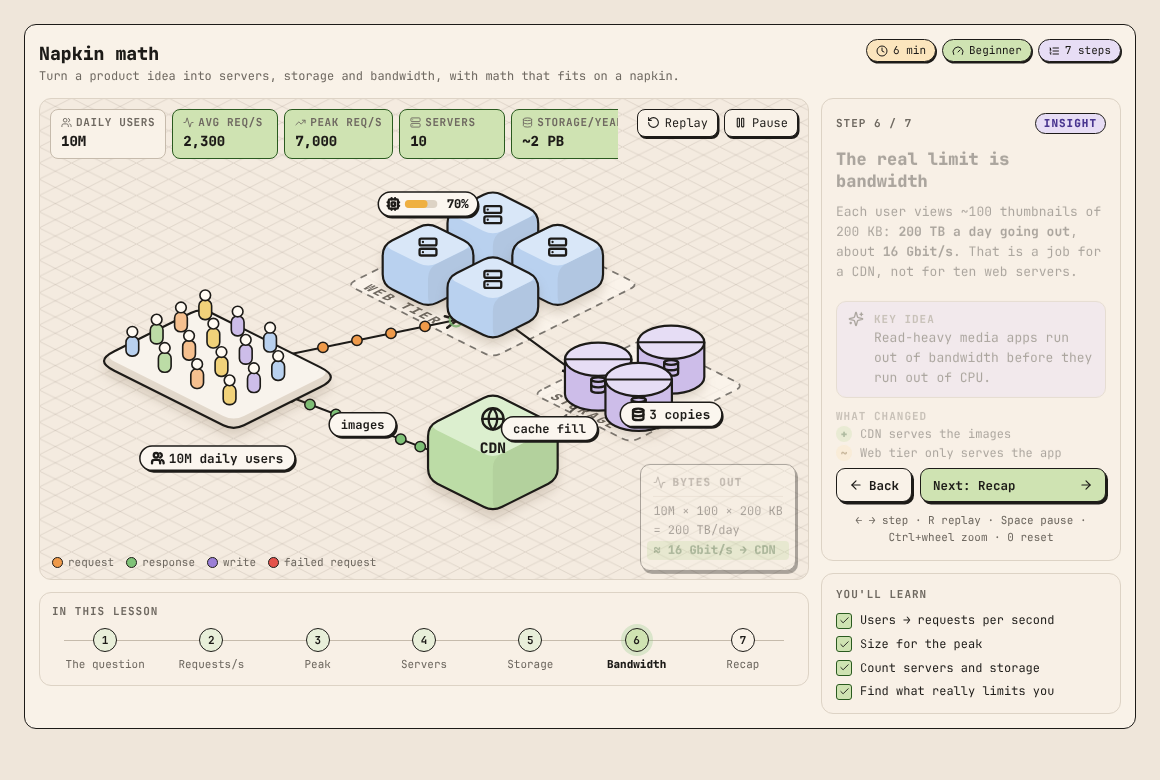 Napkin math
Turn a product idea into servers, storage and bandwidth, with math that fits on a napkin.
6 min
Beginner
7 steps
DAILY USERS
10M
AVG REQ/S
2,300
PEAK REQ/S
7,000
SERVERS
10
STORAGE/YEA
~2 PB
Replay
Pause
70%
WEB TIER
images
cache fill
3 copies
CDN
10M daily users
BYTES OUT
10M × 100 × 200 KB
= 200 TB/day
≈ 16 Gbit/s → CDN
request
response
write
failed request
IN THIS LESSON
1
2
3
4
5
6
7
The question
Requests/s
Peak
Servers
Storage
Bandwidth
Recap
STEP 6 / 7
INSIGHT
The real limit is
bandwidth
Each user views ~100 thumbnails of
200 KB: 200 TB a day going out,
about 16 Gbit/s. That is a job for
a CDN, not for ten web servers.
KEY IDEA
Read-heavy media apps run
out of bandwidth before they
run out of CPU.
WHAT CHANGED
+ CDN serves the images
~ Web tier only serves the app
← Back
Next: Recap →
← → step · R replay · Space pause ·
Ctrl+wheel zoom · 0 reset
YOU'LL LEARN
Users → requests per second
Size for the peak
Count servers and storage
Find what really limits you